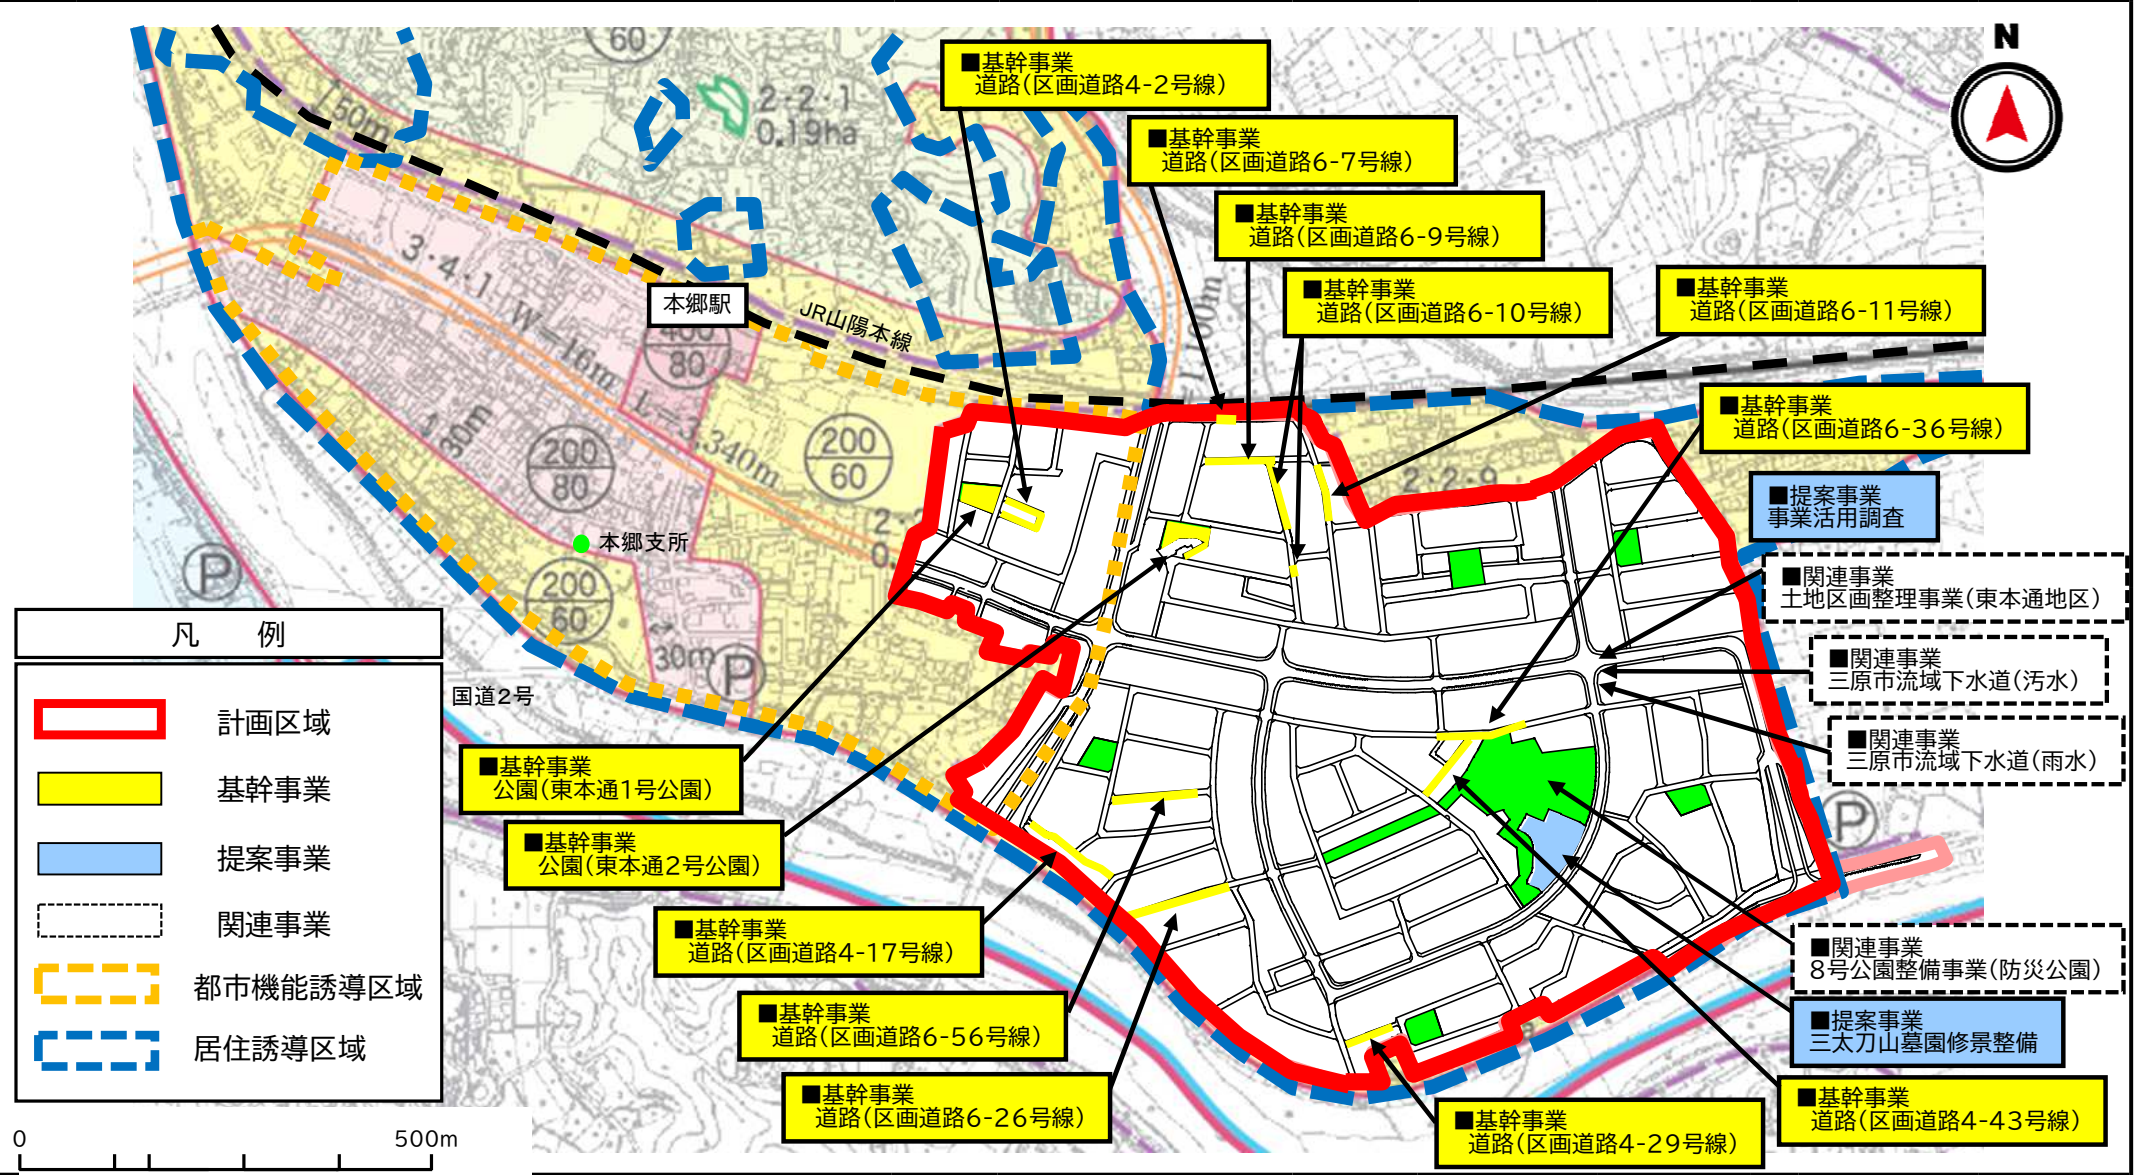 60
N
■基幹事業
道路(区画道路4-2号線)
2・2・1
0.19ha
150m
■基幹事業
道路(区画道路6-7号線)
■基幹事業
道路(区画道路6-9号線)
■基幹事業
道路(区画道路6-10号線)
■基幹事業
道路(区画道路6-11号線)
3・4・1 W=16m L=3,340m
本郷駅
JR山陽本線
400
80
■基幹事業
道路(区画道路6-36号線)
30m
200
80
200
60
2・2・9
■提案事業
事業活用調査
本郷支所
P
200
60
■関連事業
土地区画整理事業(東本通地区)
30m
P
■関連事業
三原市流域下水道(汚水)
国道2号
■関連事業
三原市流域下水道(雨水)
凡　例
計画区域
基幹事業
提案事業
関連事業
都市機能誘導区域
居住誘導区域
■基幹事業
公園(東本通1号公園)
■基幹事業
公園(東本通2号公園)
P
■基幹事業
道路(区画道路4-17号線)
■関連事業
8号公園整備事業(防災公園)
■基幹事業
道路(区画道路6-56号線)
■提案事業
三太刀山墓園修景整備
■基幹事業
道路(区画道路6-26号線)
■基幹事業
道路(区画道路4-29号線)
■基幹事業
道路(区画道路4-43号線)
0
500m